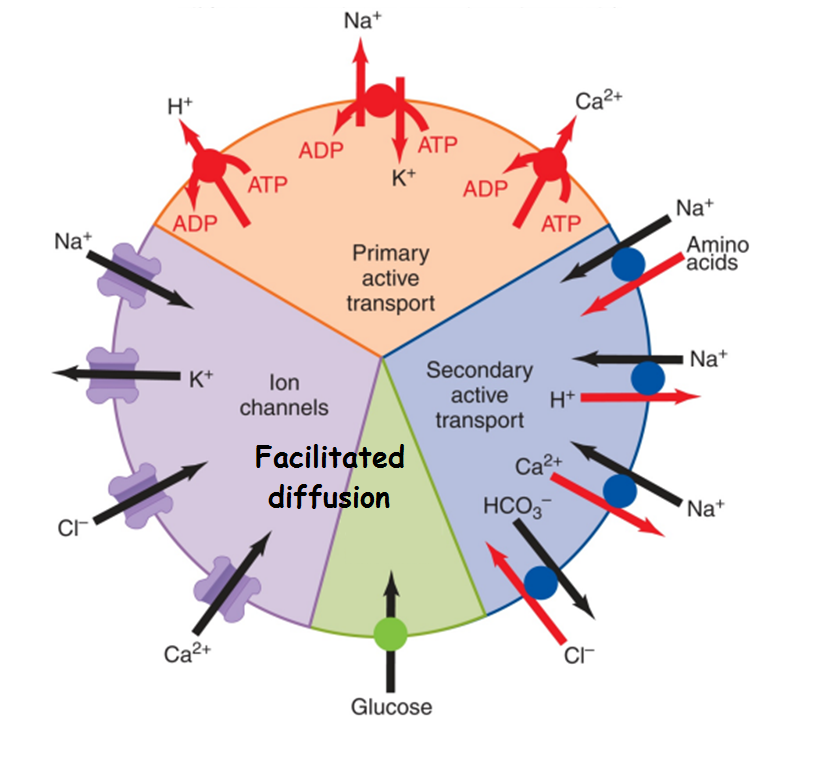 Na⁺
H⁺
Ca²⁺
ADP
ATP
K⁺
ATP
ADP
ADP
ATP
Na⁺
Amino
acids
Na⁺
Primary
active
transport
Na⁺
K⁺
Ion
channels
Secondary
active
transport
H⁺
Facilitated
diffusion
Ca²⁺
HCO₃⁻
Na⁺
Cl⁻
Ca²⁺
Cl⁻
Glucose